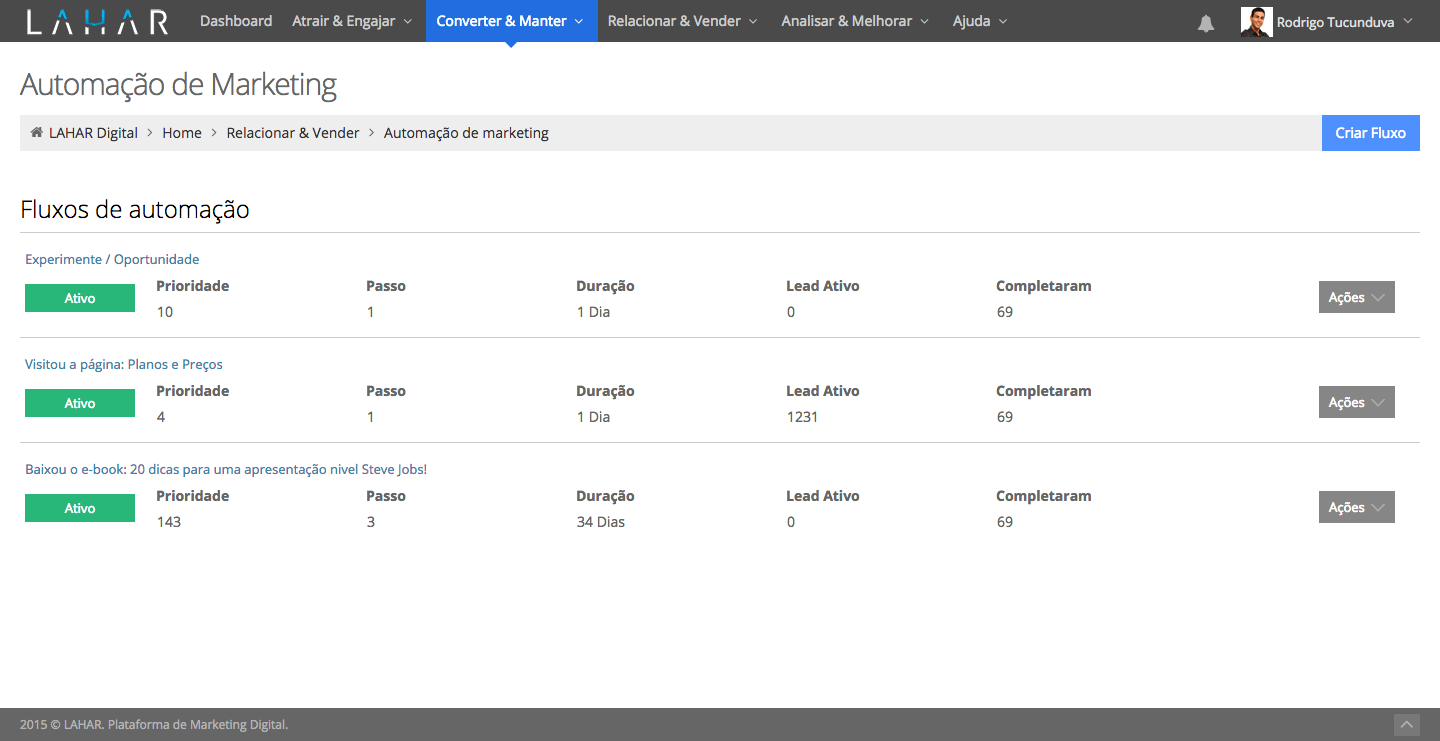 LAHAR Dashboard Atrair & Engajar Converter & Manter Relacionar & Vender Analisar & Melhorar Ajuda Rodrigo Tucunduva
Automação de Marketing
LAHAR Digital > Home > Relacionar & Vender > Automação de marketing Criar Fluxo
Fluxos de automação
Experimente / Oportunidade
Prioridade Passo Duração Lead Ativo Completaram
Ativo Ações
10 1 1 Dia 0 69
Visitou a página: Planos e Preços
Prioridade Passo Duração Lead Ativo Completaram
Ativo Ações
4 1 1 Dia 1231 69
Baixou o e-book: 20 dicas para uma apresentação nivel Steve Jobs!
Prioridade Passo Duração Lead Ativo Completaram
Ativo Ações
143 3 34 Dias 0 69
2015 © LAHAR. Plataforma de Marketing Digital.